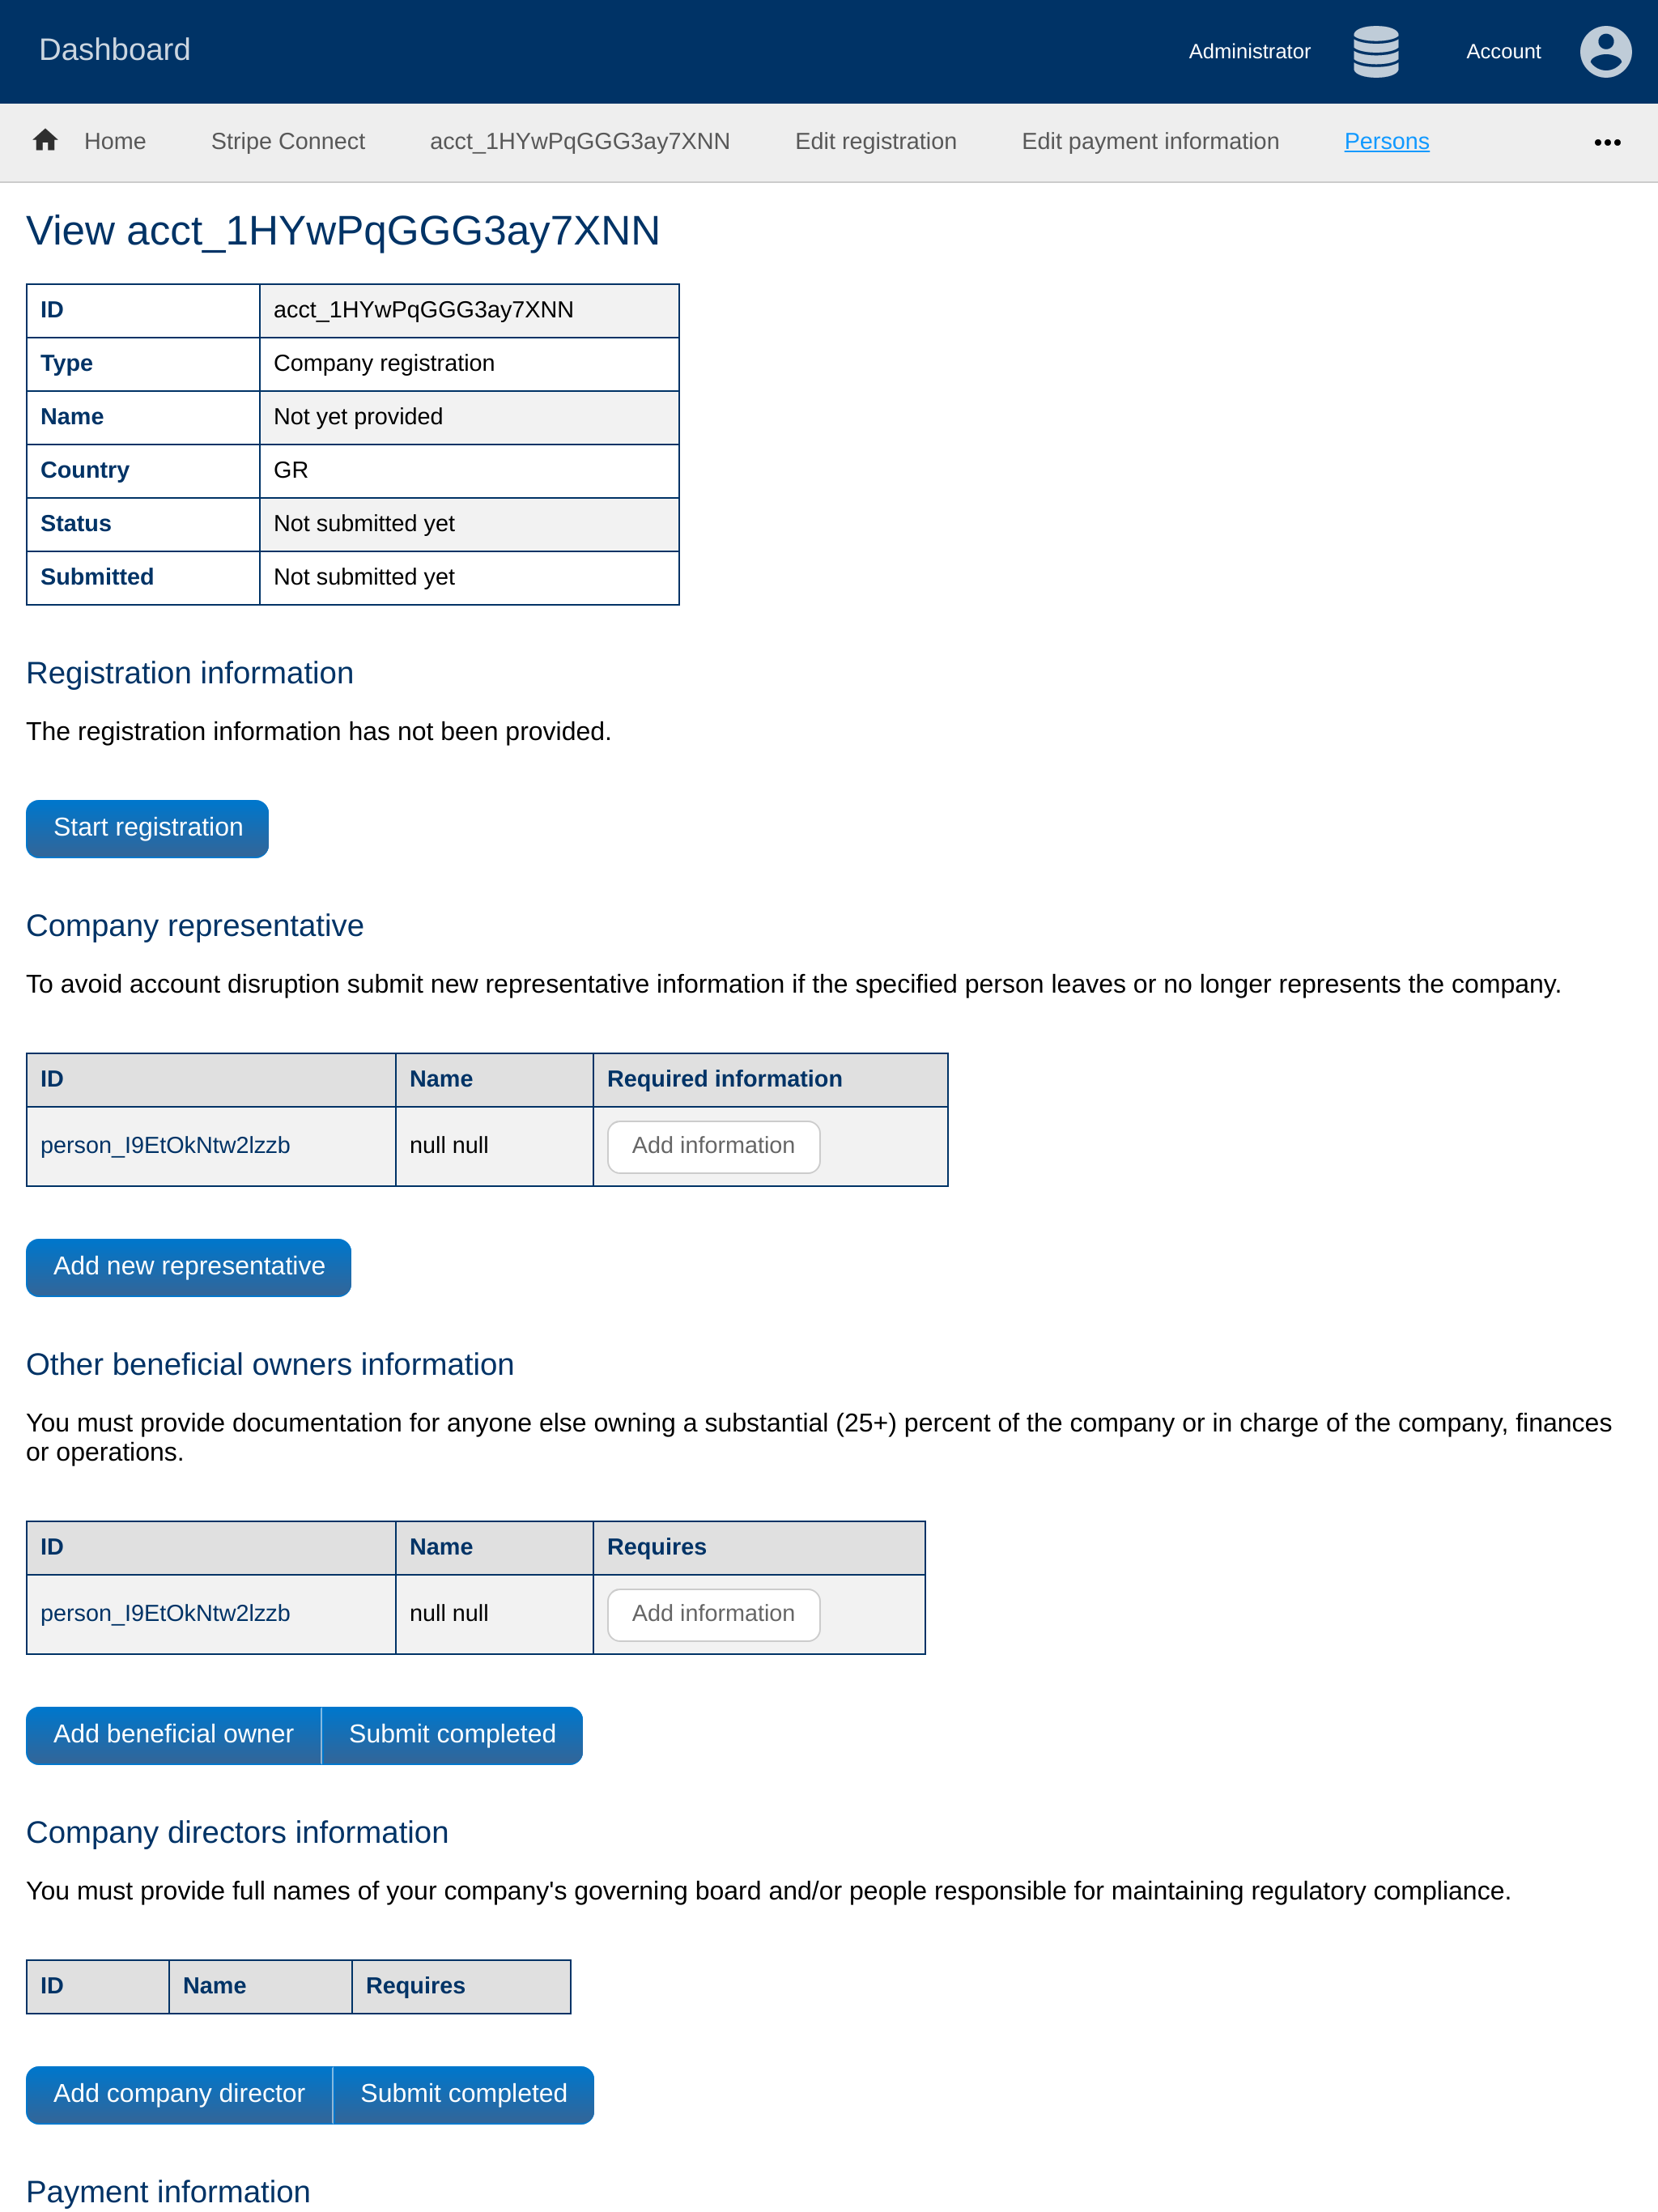 Dashboard
Administrator
Account
Home
Stripe Connect
acct_1HYwPqGGG3ay7XNN
Edit registration
Edit payment information
Persons
View acct_1HYwPqGGG3ay7XNN
ID acct_1HYwPqGGG3ay7XNN
Type Company registration
Name Not yet provided
Country GR
Status Not submitted yet
Submitted Not submitted yet
Registration information
The registration information has not been provided.
Start registration
Company representative
To avoid account disruption submit new representative information if the specified person leaves or no longer represents the company.
ID Name Required information
person_I9EtOkNtw2lzzb null null Add information
Add new representative
Other beneficial owners information
You must provide documentation for anyone else owning a substantial (25+) percent of the company or in charge of the company, finances
or operations.
ID Name Requires
person_I9EtOkNtw2lzzb null null Add information
Add beneficial owner Submit completed
Company directors information
You must provide full names of your company's governing board and/or people responsible for maintaining regulatory compliance.
ID Name Requires
Add company director Submit completed
Payment information